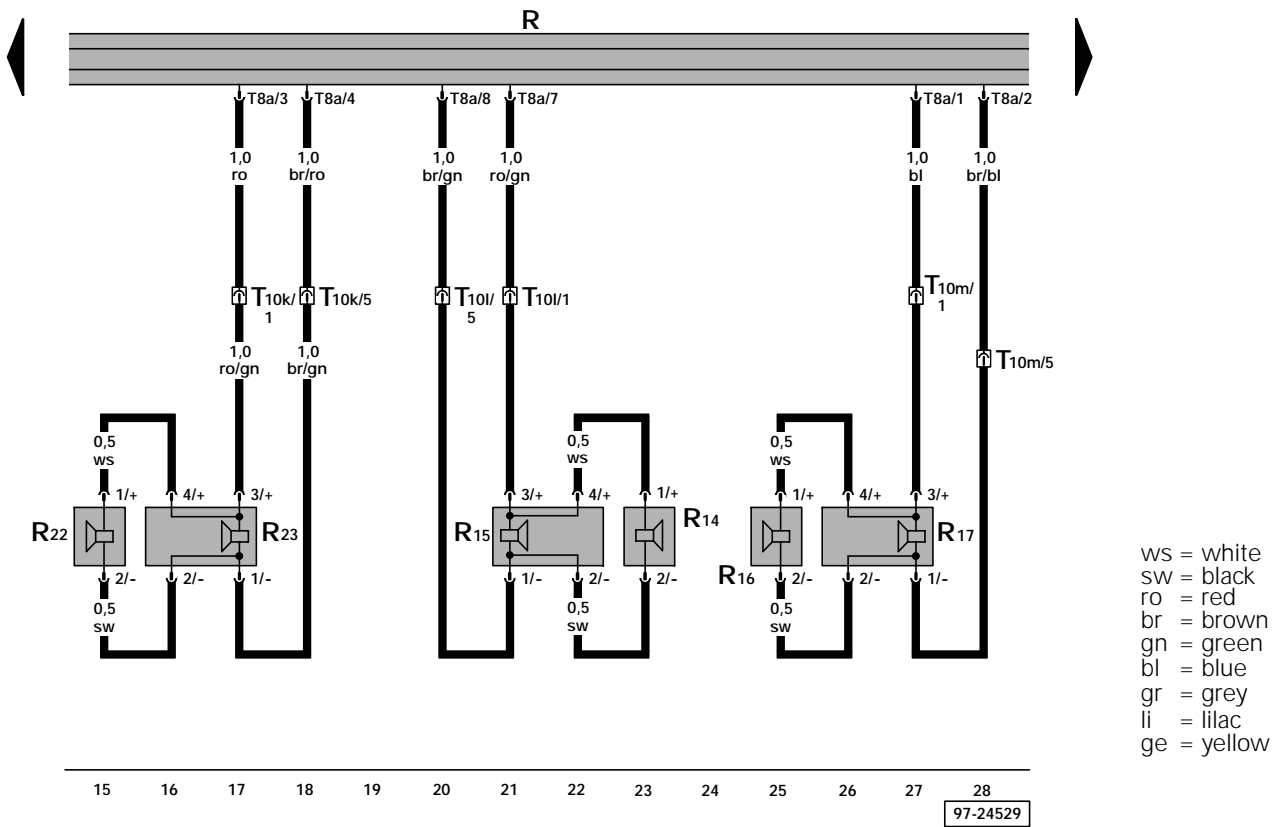 R
T8a/3 T8a/4 T8a/8 T8a/7 T8a/1 T8a/2
1,0 1,0 1,0 1,0 1,0 1,0
ro br/ro br/gn ro/gn bl br/bl
T10k/ T10k/5 T10l/ T10l/1 T10m/
1 5 1
1,0 1,0
ro/gn br/gn
T10m/5
0,5 0,5 0,5
ws ws ws
1/+ 4/+ 3/+ 3/+ 4/+ 1/+ 1/+ 4/+ 3/+
R22 R23 R15 R14 R17
R16
2/- 2/- 1/- 1/- 2/- 2/- 2/- 2/- 1/-
0,5 0,5 0,5
sw sw sw
ws = white
sw = black
ro = red
br = brown
gn = green
bl = blue
gr = grey
li = lilac
ge = yellow
15 16 17 18 19 20 21 22 23 24 25 26 27 28
97-24529